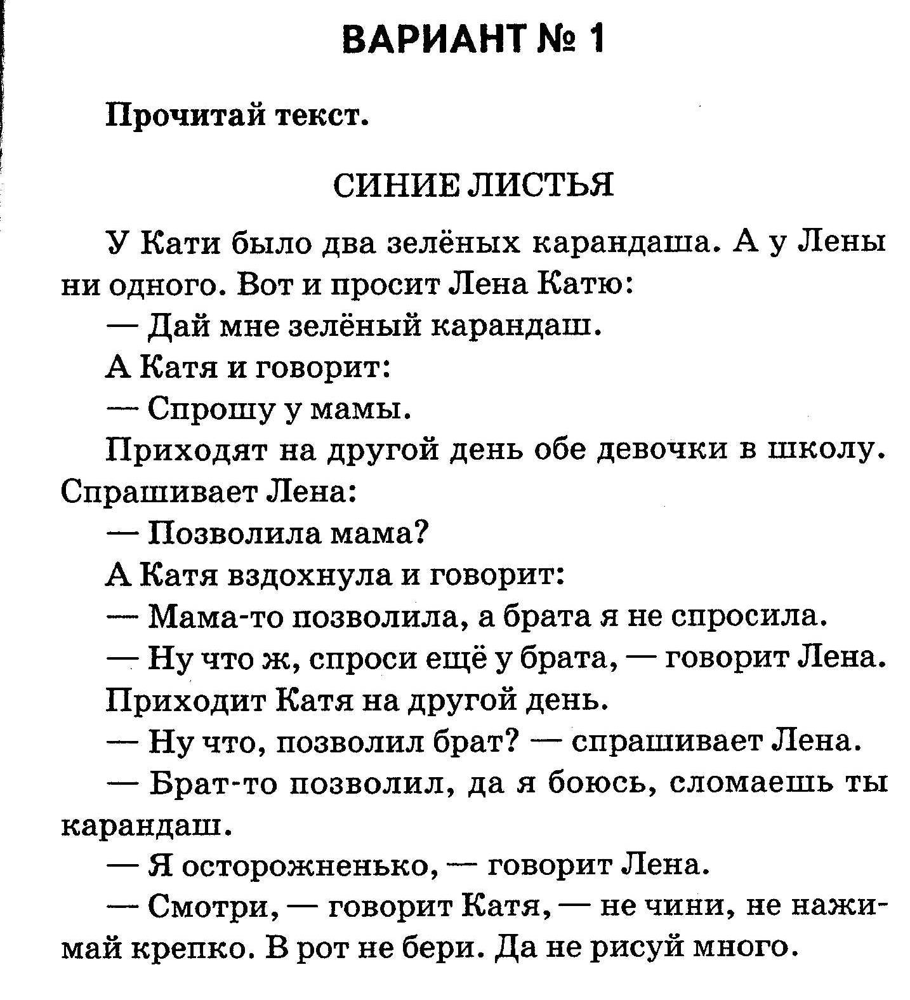 ВАРИАНТ № 1
Прочитай текст.
СИНИЕ ЛИСТЬЯ
У Кати было два зелёных карандаша. А у Лены
ни одного. Вот и просит Лена Катю:
— Дай мне зелёный карандаш.
А Катя и говорит:
— Спрошу у мамы.
Приходят на другой день обе девочки в школу.
Спрашивает Лена:
— Позволила мама?
А Катя вздохнула и говорит:
— Мама-то позволила, а брата я не спросила.
— Ну что ж, спроси ещё у брата, — говорит Лена.
Приходит Катя на другой день.
— Ну что, позволил брат? — спрашивает Лена.
— Брат-то позволил, да я боюсь, сломаешь ты
карандаш.
— Я осторожненько, — говорит Лена.
— Смотри, — говорит Катя, — не чини, не нажи-
май крепко. В рот не бери. Да не рисуй много.